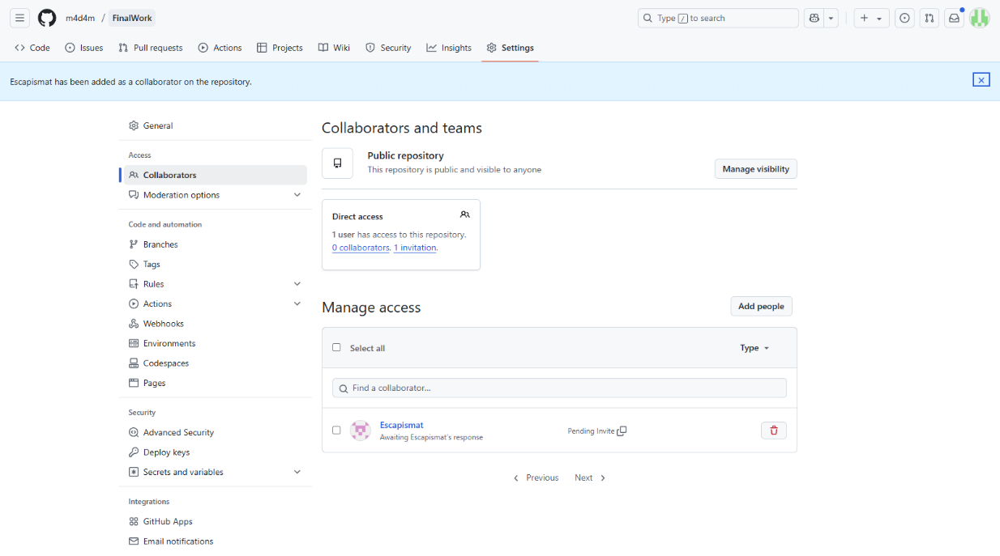 m4d4m / FinalWork
Type / to search
Code Issues Pull requests Actions Projects Wiki Security Insights Settings
Escapismat has been added as a collaborator on the repository.
General
Access
Collaborators
Moderation options
Code and automation
Branches
Tags
Rules
Actions
Webhooks
Environments
Codespaces
Pages
Security
Advanced Security
Deploy keys
Secrets and variables
Integrations
GitHub Apps
Email notifications
Collaborators and teams
Public repository
This repository is public and visible to anyone
Manage visibility
Direct access
1 user has access to this repository.
0 collaborators. 1 invitation.
Manage access
Add people
Select all
Type
Find a collaborator...
Escapismat
Awaiting Escapismat's response
Pending Invite
Previous Next